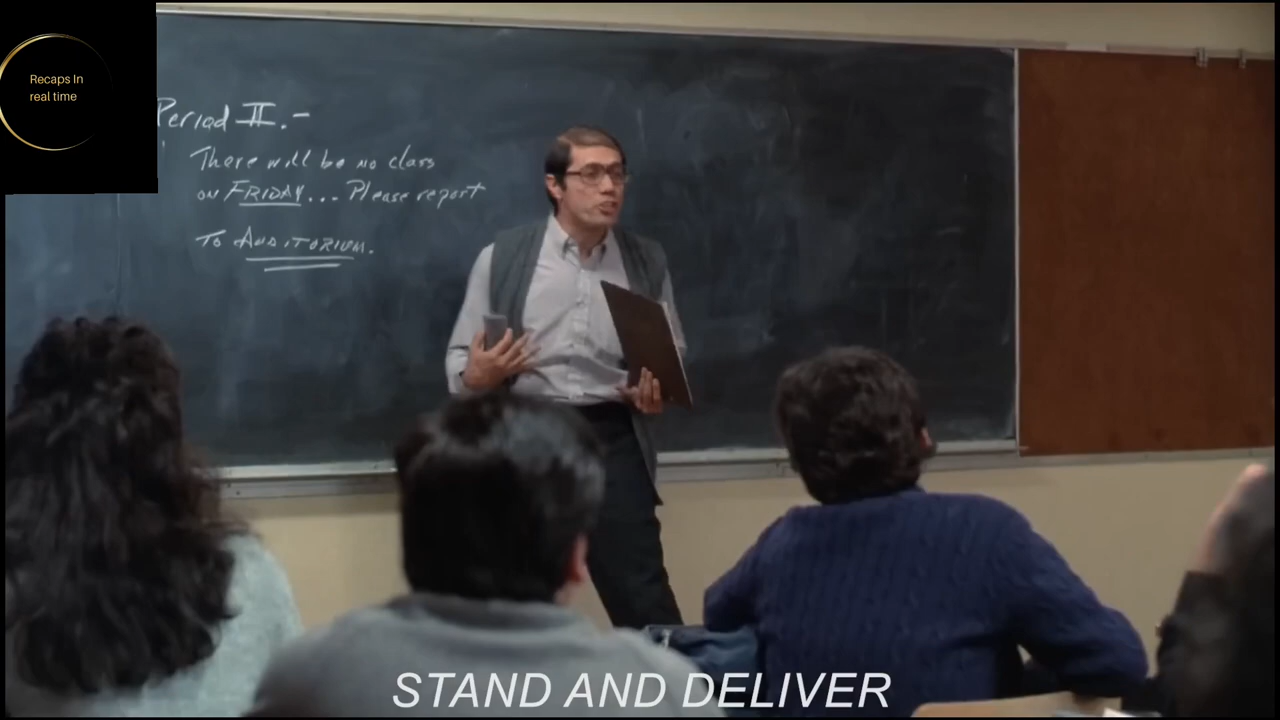 Recaps In
real time
Period II.-
There will be no class
on FRIDAY... Please report
To AUDITORIUM.
STAND AND DELIVER